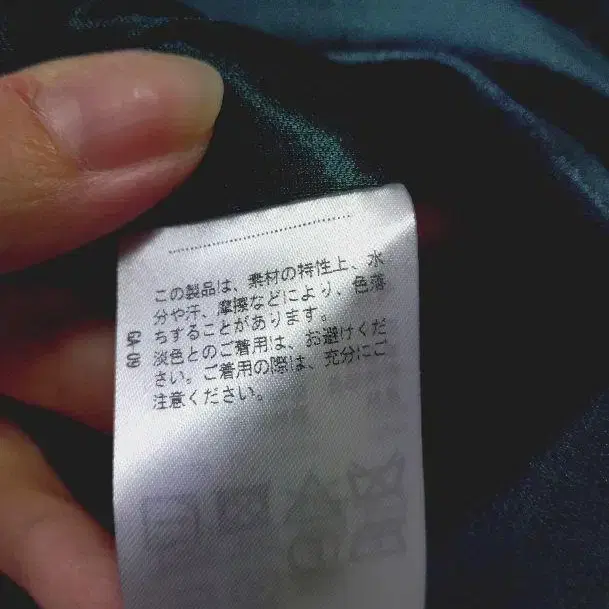 この製品は、素材の特性上、水
分や汗、摩擦などにより、色落
ちすることがあります。
淡色とのご着用は、お避けくだ
さい。ご着用の際は、充分にご
注意ください。
GA-09